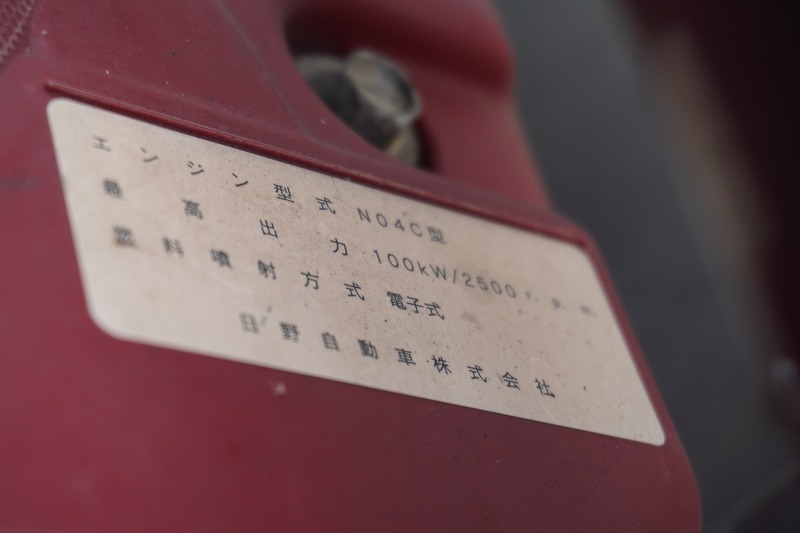 エンジン型式 N04C型
最高出力 100kW/2500r.p.m.
燃料噴射方式 電子式
日野自動車株式会社